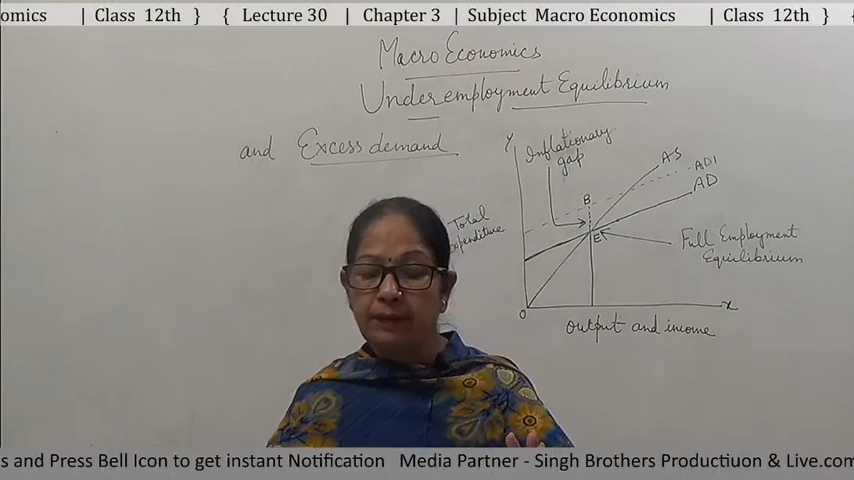 omics | Class 12th } { Lecture 30 | Chapter 3 | Subject Macro Economics | Class 12th } {
Macro Economics
Underemployment Equilibrium
and Excess demand
Y
Inflationary
gap
AS
AD1
AD
B
E
Total
xpenditure
Full Employment
Equilibrium
O
x
output and income
s and Press Bell Icon to get instant Notification Media Partner - Singh Brothers Productiuon & Live.com